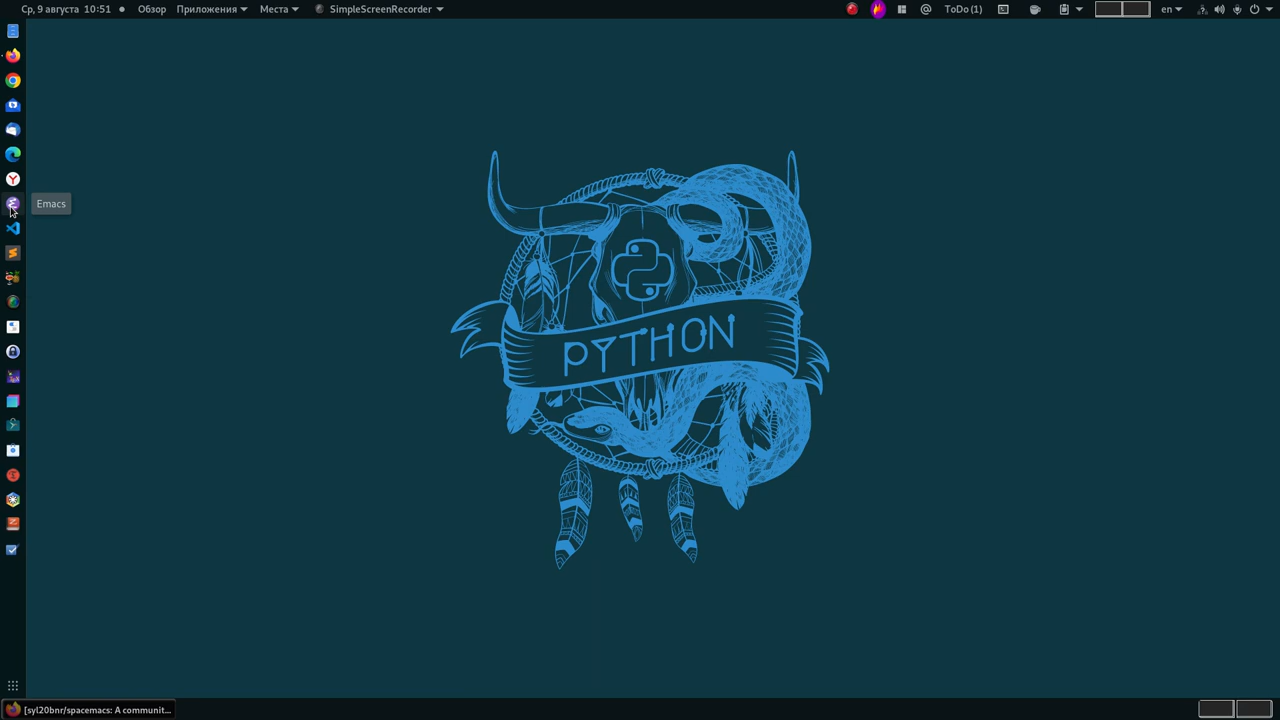 Ср, 9 августа 10:51 Обзор Приложения Места SimpleScreenRecorder ToDo (1) en
Emacs
PYTHON
[syl20bnr/spacemacs: A communit...